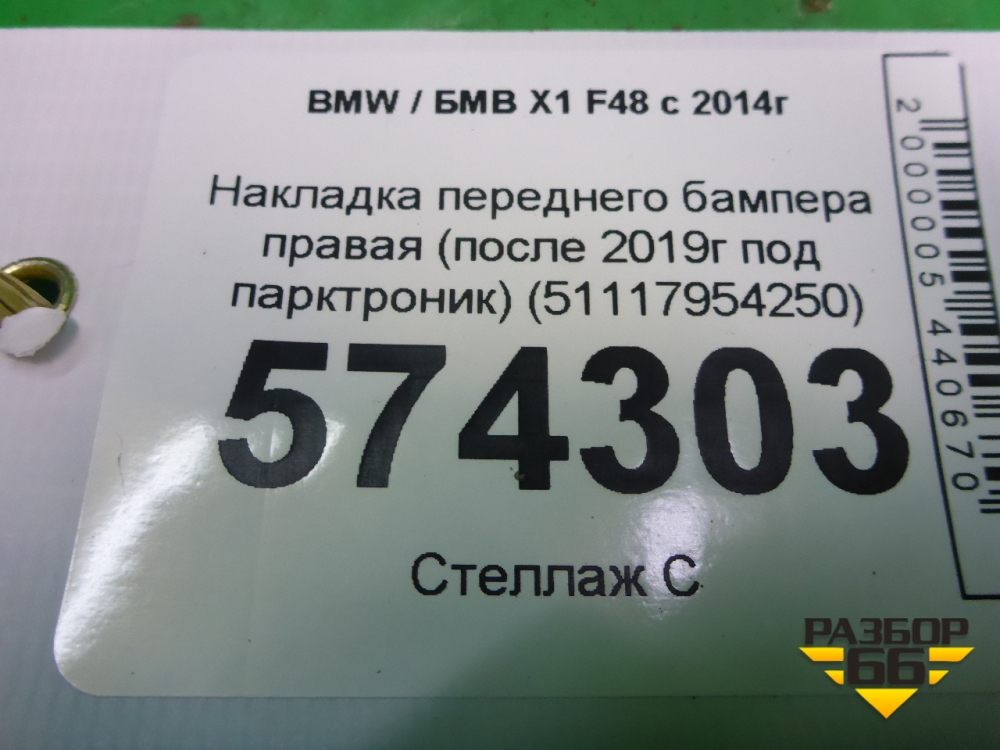 BMW / БМВ X1 F48 с 2014г
Накладка переднего бампера
правая (после 2019г под
парктроник) (51117954250)
574303
Стеллаж С
2000005440670
РАЗБОР
66